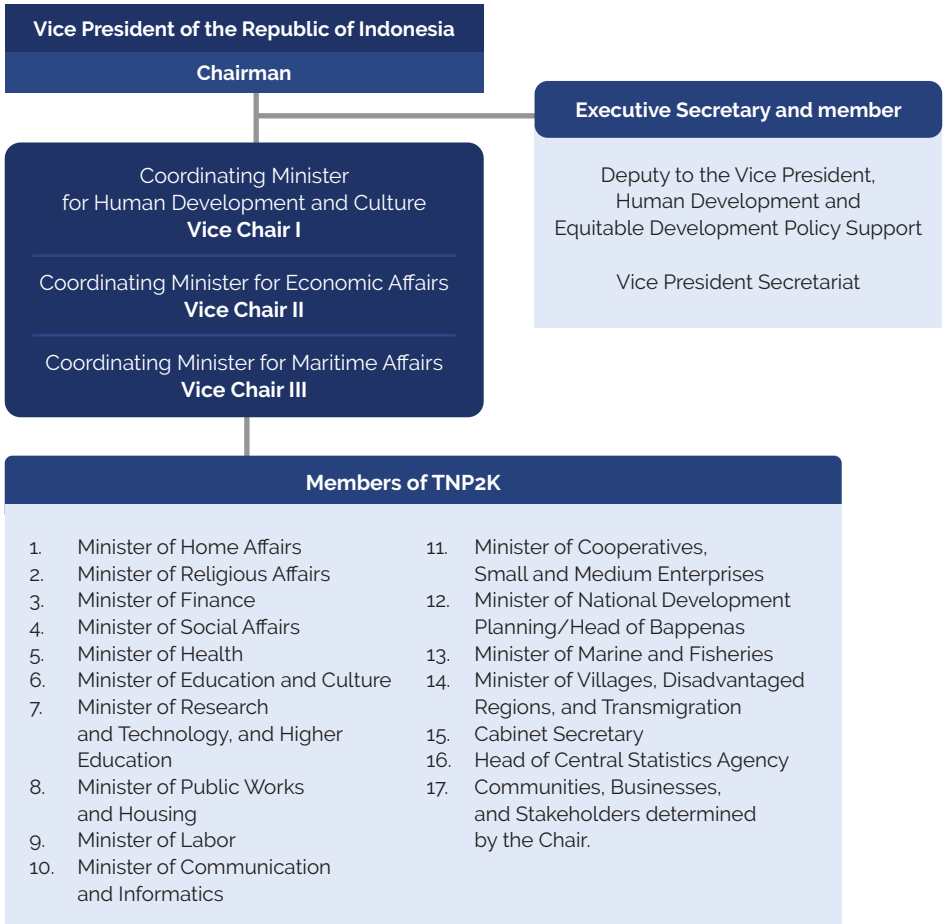 Vice President of the Republic of Indonesia
Chairman
Executive Secretary and member
Deputy to the Vice President,
Human Development and
Equitable Development Policy Support
Vice President Secretariat
Coordinating Minister
for Human Development and Culture
Vice Chair I
Coordinating Minister for Economic Affairs
Vice Chair II
Coordinating Minister for Maritime Affairs
Vice Chair III
Members of TNP2K
1. Minister of Home Affairs
2. Minister of Religious Affairs
3. Minister of Finance
4. Minister of Social Affairs
5. Minister of Health
6. Minister of Education and Culture
7. Minister of Research
and Technology, and Higher
Education
8. Minister of Public Works
and Housing
9. Minister of Labor
10. Minister of Communication
and Informatics
11. Minister of Cooperatives,
Small and Medium Enterprises
12. Minister of National Development
Planning/Head of Bappenas
13. Minister of Marine and Fisheries
14. Minister of Villages, Disadvantaged
Regions, and Transmigration
15. Cabinet Secretary
16. Head of Central Statistics Agency
17. Communities, Businesses,
and Stakeholders determined
by the Chair.